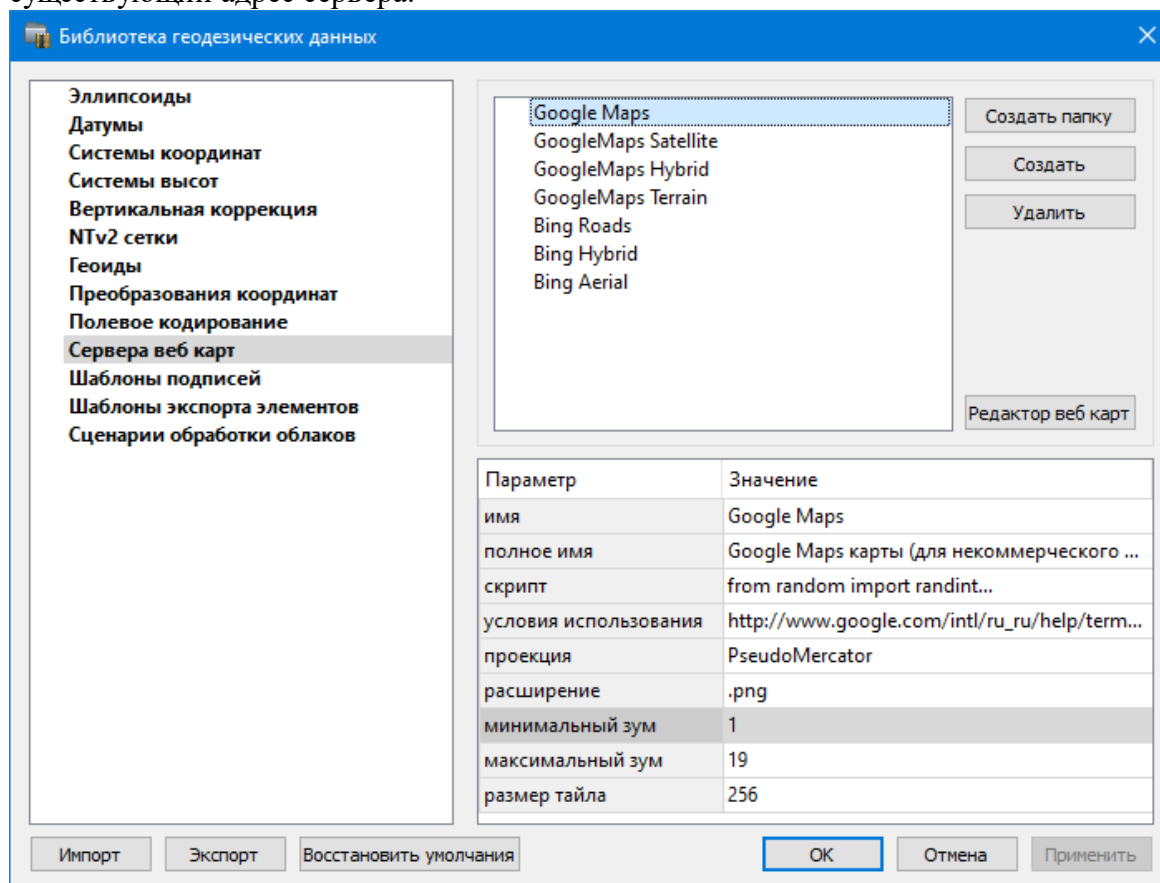 существующий адрес сервера.
Библиотека геодезических данных
Эллипсоиды
Датумы
Системы координат
Системы высот
Вертикальная коррекция
NTv2 сетки
Геоиды
Преобразования координат
Полевое кодирование
Сервера веб карт
Шаблоны подписей
Шаблоны экспорта элементов
Сценарии обработки облаков
Google Maps
GoogleMaps Satellite
GoogleMaps Hybrid
GoogleMaps Terrain
Bing Roads
Bing Hybrid
Bing Aerial
Создать папку
Создать
Удалить
Редактор веб карт
Параметр Значение
имя Google Maps
полное имя Google Maps карты (для некоммерческого ...
скрипт from random import randint...
условия использования http://www.google.com/intl/ru_ru/help/term...
проекция PseudoMercator
расширение .png
минимальный зум 1
максимальный зум 19
размер тайла 256
Импорт Экспорт Восстановить умолчания OK Отмена Применить